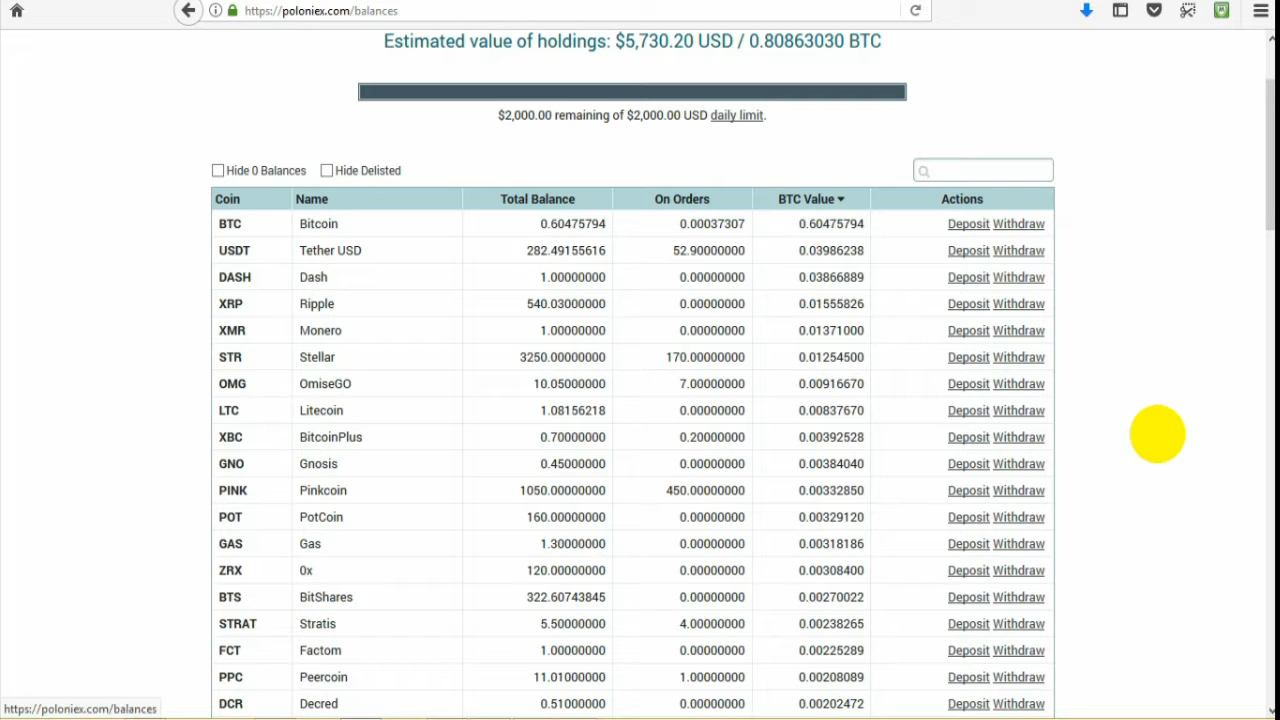 https://poloniex.com/balances
Estimated value of holdings: $5,730.20 USD / 0.80863030 BTC
$2,000.00 remaining of $2,000.00 USD daily limit.
Hide 0 Balances Hide Delisted
Coin Name Total Balance On Orders BTC Value Actions
BTC Bitcoin 0.60475794 0.00037307 0.60475794 Deposit Withdraw
USDT Tether USD 282.49155616 52.90000000 0.03986238 Deposit Withdraw
DASH Dash 1.00000000 0.00000000 0.03866889 Deposit Withdraw
XRP Ripple 540.03000000 0.00000000 0.01555826 Deposit Withdraw
XMR Monero 1.00000000 0.00000000 0.01371000 Deposit Withdraw
STR Stellar 3250.00000000 170.00000000 0.01254500 Deposit Withdraw
OMG OmiseGO 10.05000000 7.00000000 0.00916670 Deposit Withdraw
LTC Litecoin 1.08156218 0.00000000 0.00837670 Deposit Withdraw
XBC BitcoinPlus 0.70000000 0.20000000 0.00392528 Deposit Withdraw
GNO Gnosis 0.45000000 0.00000000 0.00384040 Deposit Withdraw
PINK Pinkcoin 1050.00000000 450.00000000 0.00332850 Deposit Withdraw
POT PotCoin 160.00000000 0.00000000 0.00329120 Deposit Withdraw
GAS Gas 1.30000000 0.00000000 0.00318186 Deposit Withdraw
ZRX 0x 120.00000000 0.00000000 0.00308400 Deposit Withdraw
BTS BitShares 322.60743845 0.00000000 0.00270022 Deposit Withdraw
STRAT Stratis 5.50000000 4.00000000 0.00238265 Deposit Withdraw
FCT Factom 1.00000000 0.00000000 0.00225289 Deposit Withdraw
PPC Peercoin 11.01000000 1.00000000 0.00208089 Deposit Withdraw
DCR Decred 0.51000000 0.00000000 0.00202472 Deposit Withdraw
https://poloniex.com/balances